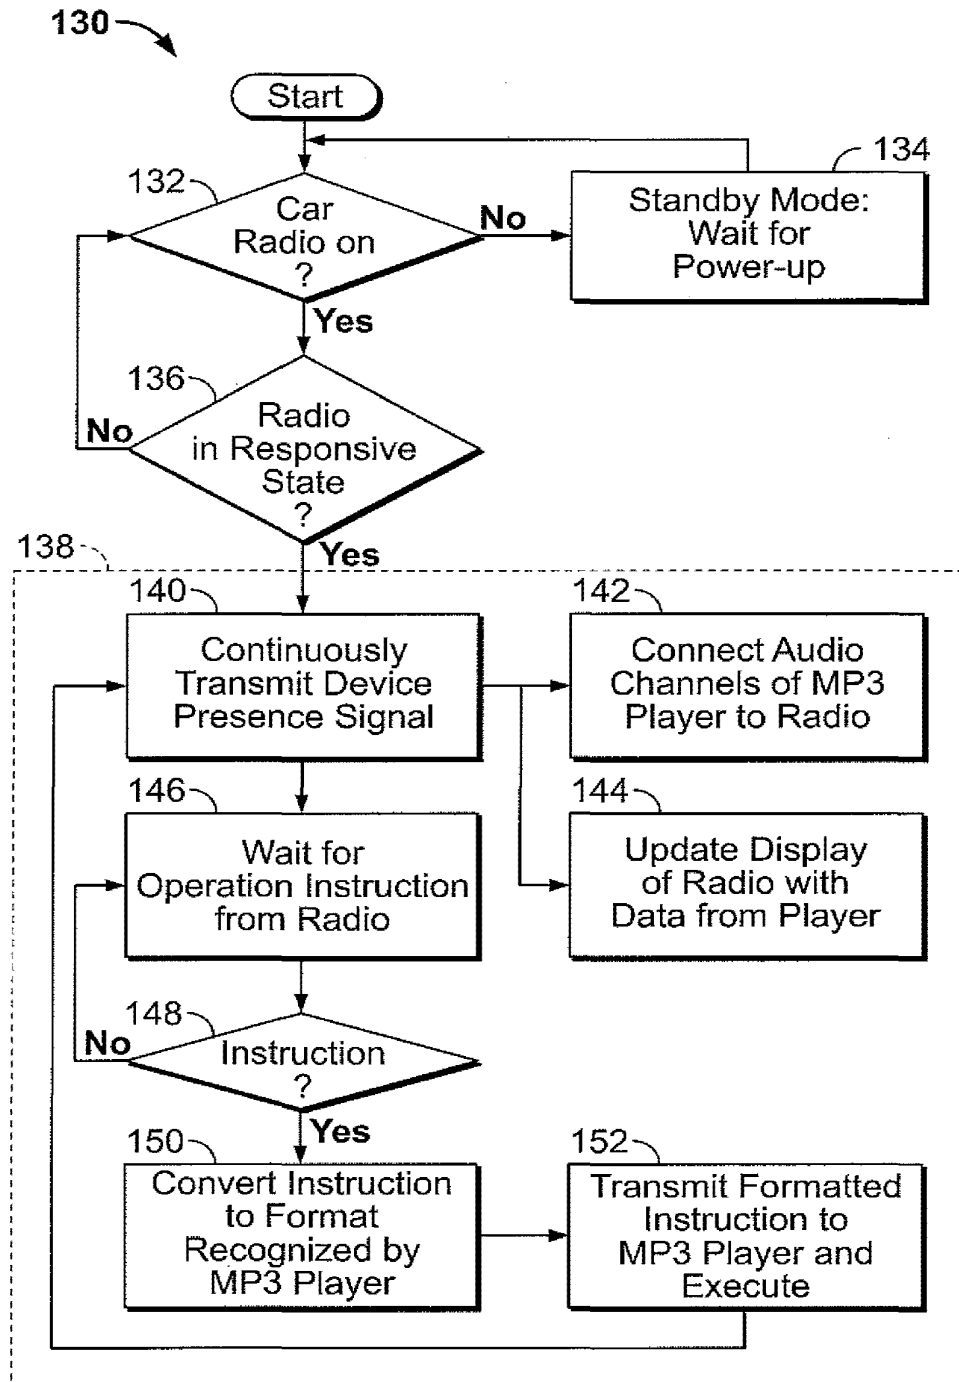 130
Start
132
Car
Radio on
?
No
134
Standby Mode:
Wait for
Power-up
Yes
136
Radio
in Responsive
State
?
No
Yes
138
140
Continuously
Transmit Device
Presence Signal
142
Connect Audio
Channels of MP3
Player to Radio
146
Wait for
Operation Instruction
from Radio
144
Update Display
of Radio with
Data from Player
148
Instruction
?
No
Yes
150
Convert Instruction
to Format
Recognized by
MP3 Player
152
Transmit Formatted
Instruction to
MP3 Player and
Execute